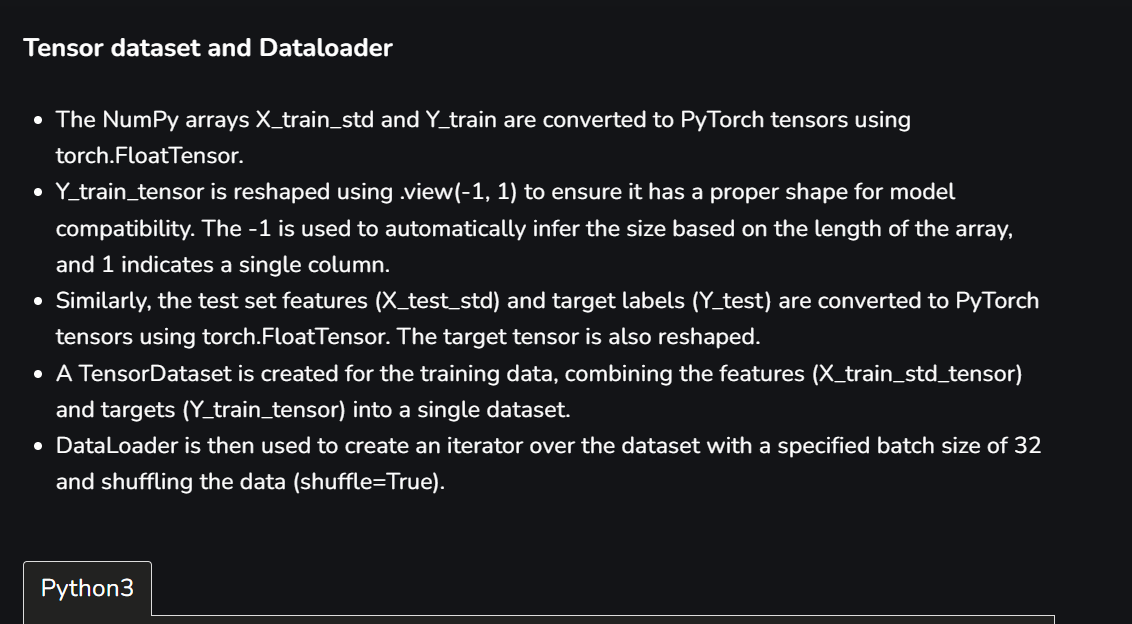 Tensor dataset and Dataloader
• The NumPy arrays X_train_std and Y_train are converted to PyTorch tensors using
torch.FloatTensor.
• Y_train_tensor is reshaped using .view(-1, 1) to ensure it has a proper shape for model
compatibility. The -1 is used to automatically infer the size based on the length of the array,
and 1 indicates a single column.
• Similarly, the test set features (X_test_std) and target labels (Y_test) are converted to PyTorch
tensors using torch.FloatTensor. The target tensor is also reshaped.
• A TensorDataset is created for the training data, combining the features (X_train_std_tensor)
and targets (Y_train_tensor) into a single dataset.
• DataLoader is then used to create an iterator over the dataset with a specified batch size of 32
and shuffling the data (shuffle=True).
Python3